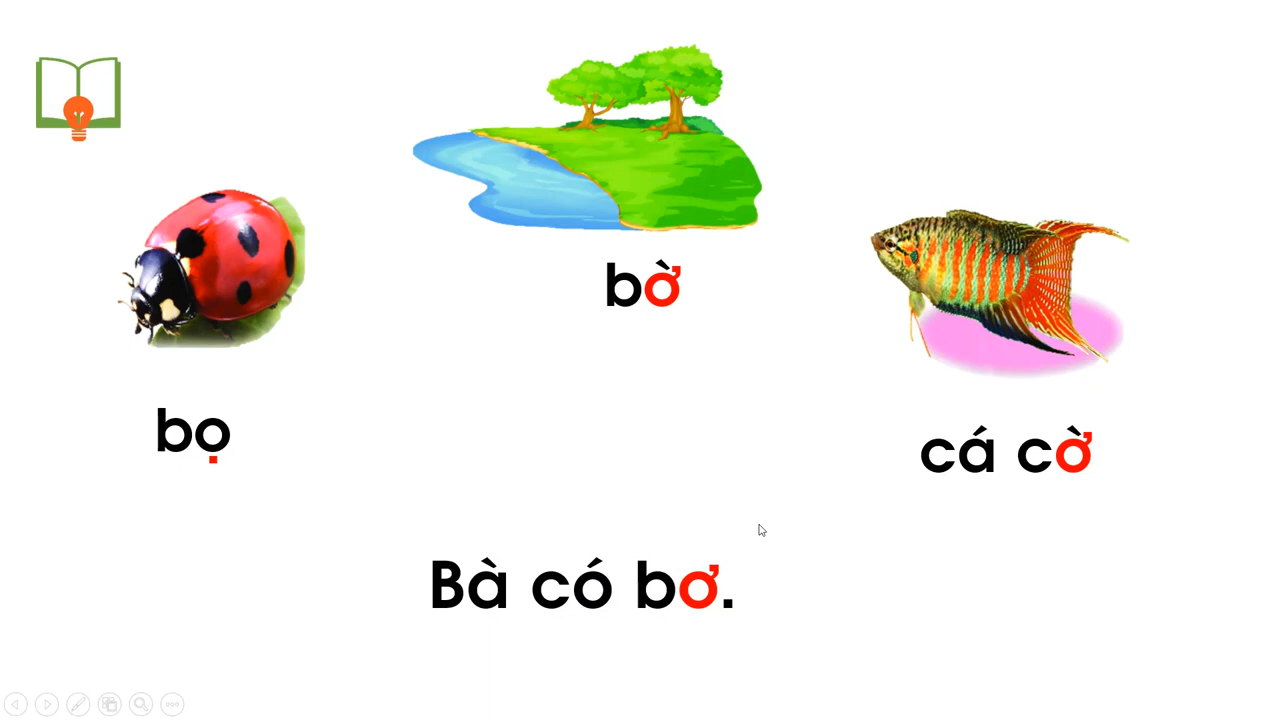 bờ
bọ
cá cờ
Bà có bơ.